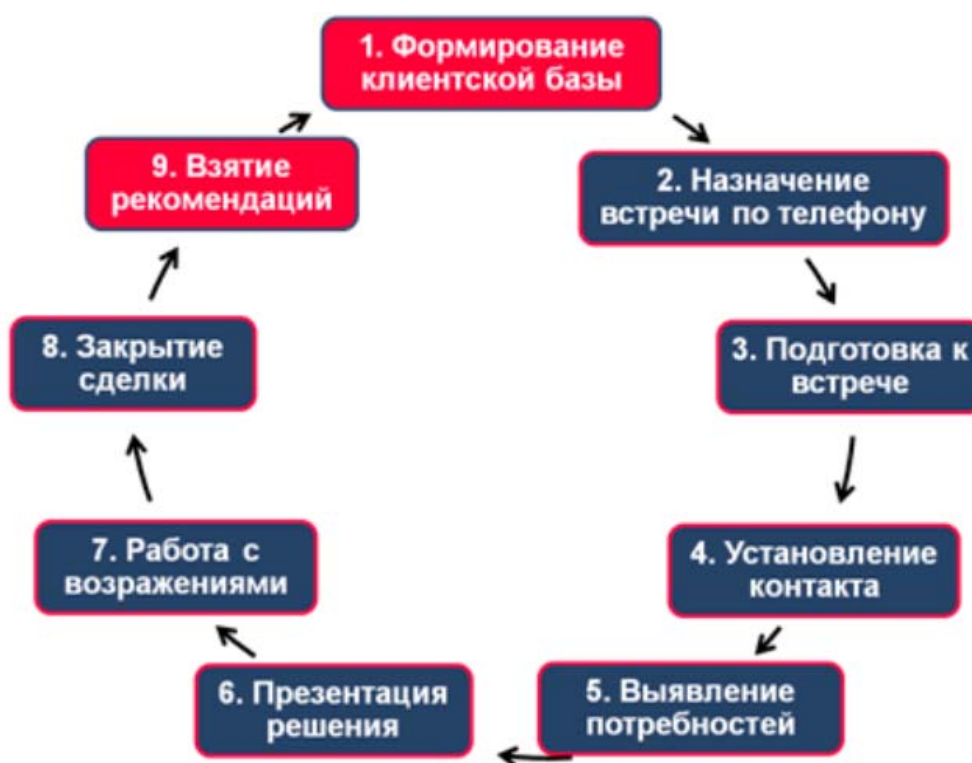 1. Формирование
клиентской базы
2. Назначение
встречи по телефону
3. Подготовка к
встрече
4. Установление
контакта
5. Выявление
потребностей
6. Презентация
решения
7. Работа с
возражениями
8. Закрытие
сделки
9. Взятие
рекомендаций